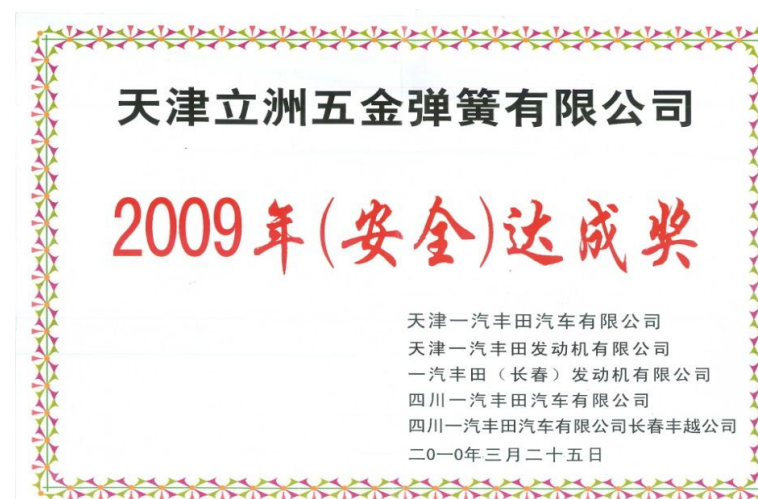 天津立洲五金弹簧有限公司
2009年(安全)达成奖
天津一汽丰田汽车有限公司
天津一汽丰田发动机有限公司
一汽丰田（长春）发动机有限公司
四川一汽丰田汽车有限公司
四川一汽丰田汽车有限公司长春丰越公司
二0一0年三月二十五日